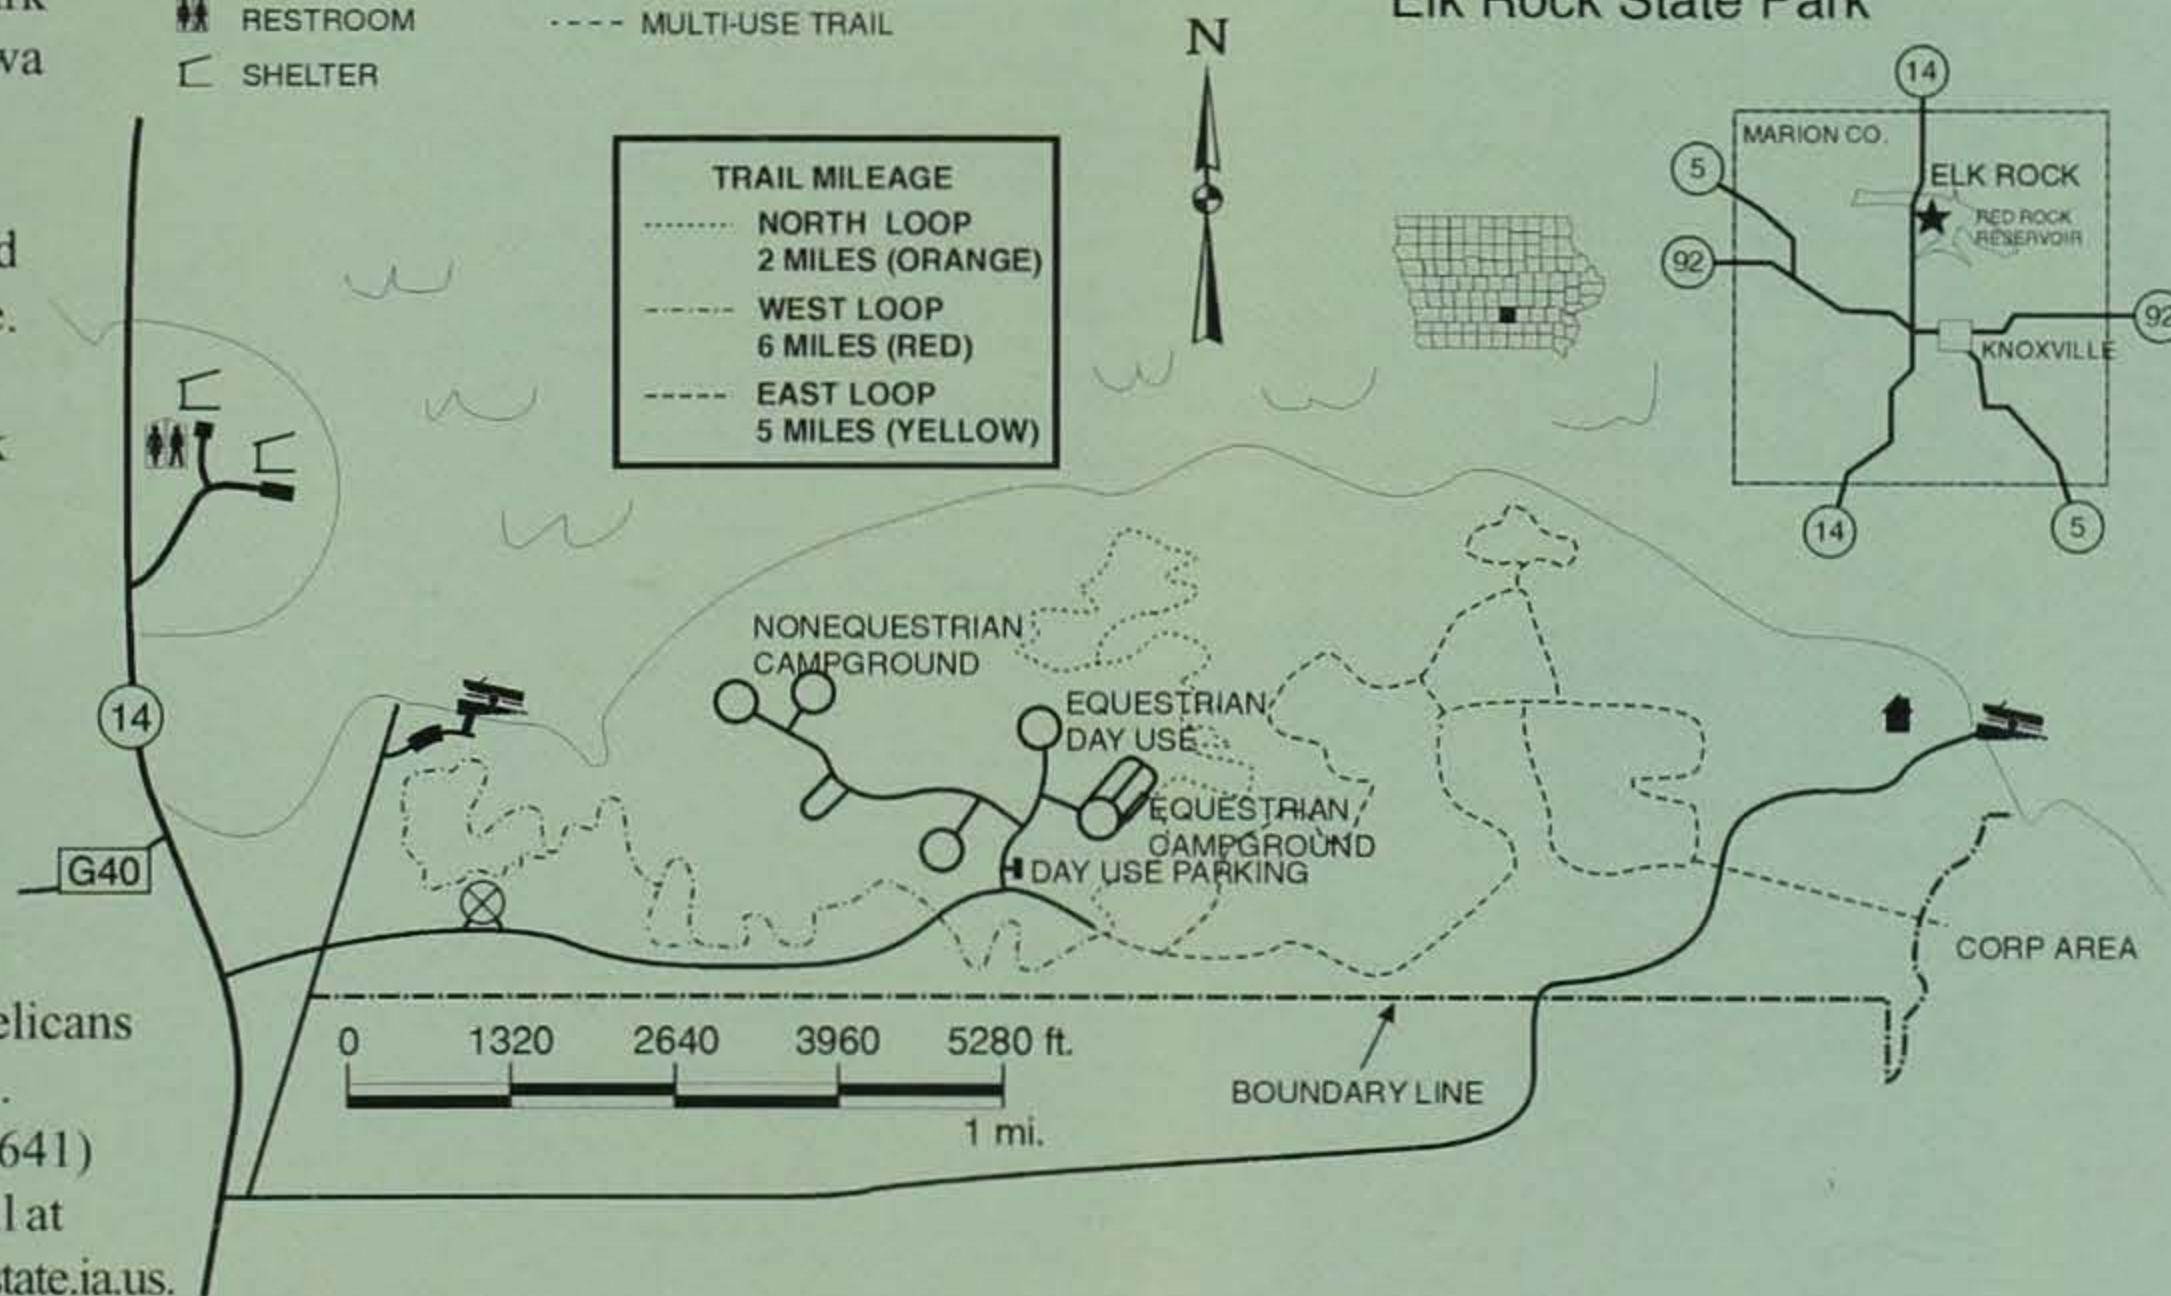 RESTROOM
MULTI-USE TRAIL
SHELTER
Elk Rock State Park
N
TRAIL MILEAGE
NORTH LOOP
2 MILES (ORANGE)
WEST LOOP
6 MILES (RED)
EAST LOOP
5 MILES (YELLOW)
14
MARION CO.
5
ELK ROCK
RED ROCK
RESERVOIR
92
92
KNOXVILLE
14
5
NONEQUESTRIAN
CAMPGROUND
EQUESTRIAN
DAY USE
EQUESTRIAN
CAMPGROUND
DAY USE PARKING
14
G40
CORP AREA
BOUNDARY LINE
0 1320 2640 3960 5280 ft.
1 mi.
elicans
641)
l at
state.ia.us.